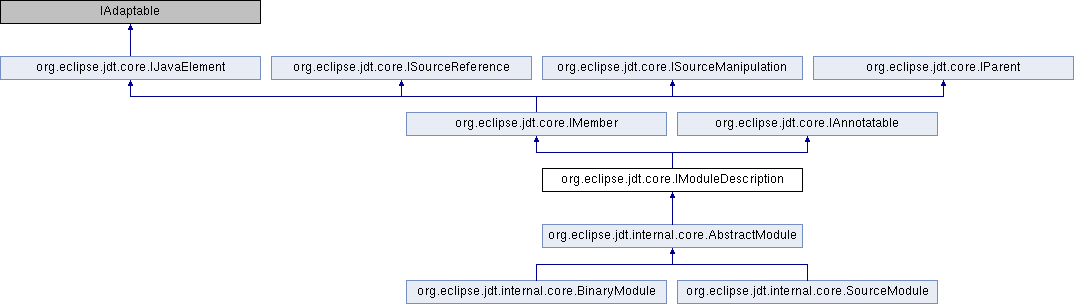 IAdaptable
org.eclipse.jdt.core.IJavaElement
org.eclipse.jdt.core.ISourceReference
org.eclipse.jdt.core.ISourceManipulation
org.eclipse.jdt.core.IParent
org.eclipse.jdt.core.IMember
org.eclipse.jdt.core.IAnnotatable
org.eclipse.jdt.core.IModuleDescription
org.eclipse.jdt.internal.core.AbstractModule
org.eclipse.jdt.internal.core.BinaryModule
org.eclipse.jdt.internal.core.SourceModule